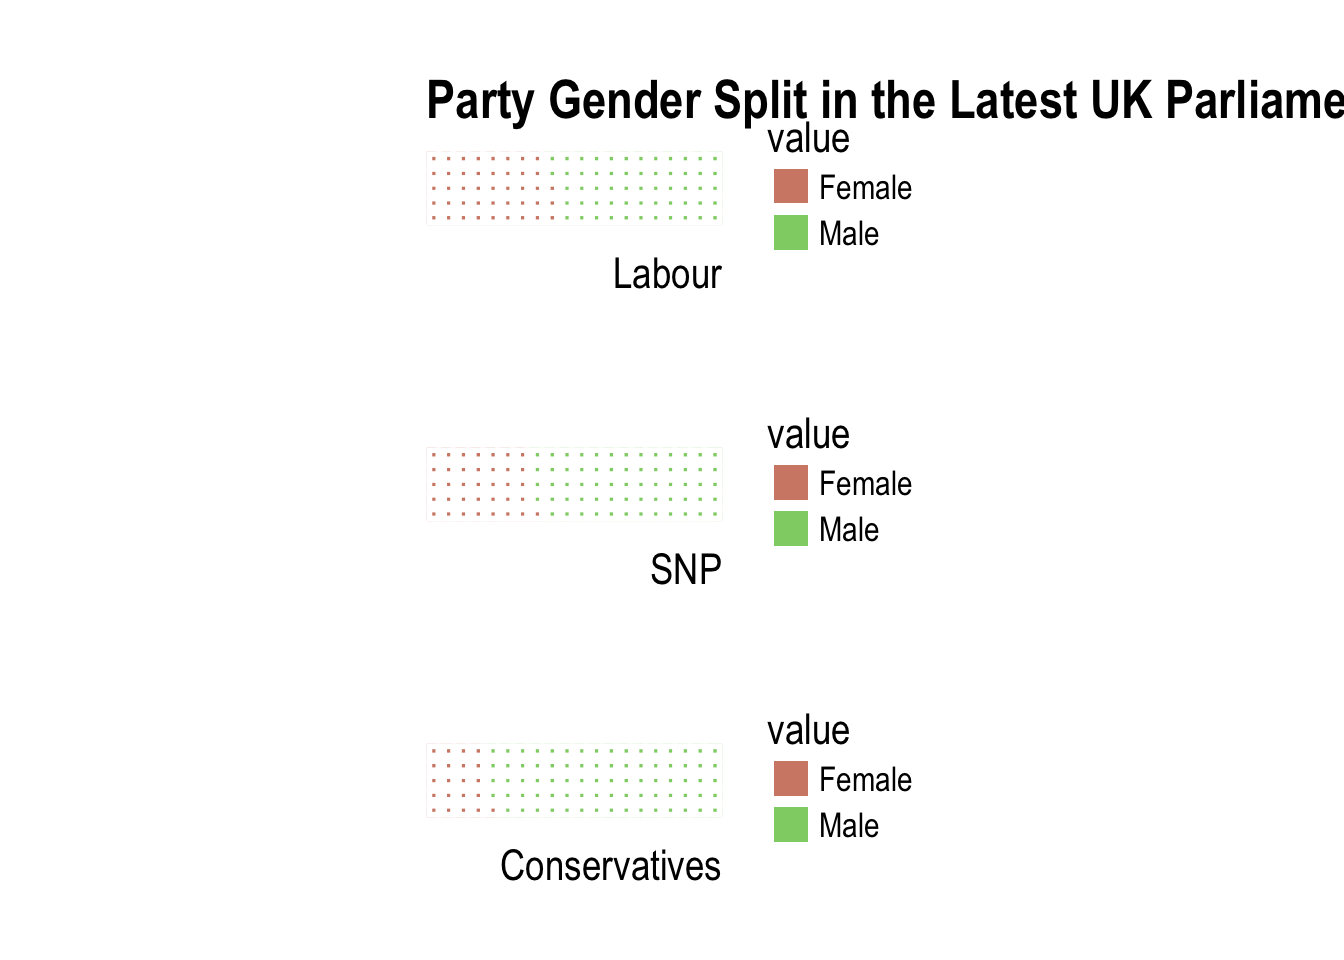 Party Gender Split in the Latest UK Parliame
value
Female
Male
Labour
value
Female
Male
SNP
value
Female
Male
Conservatives